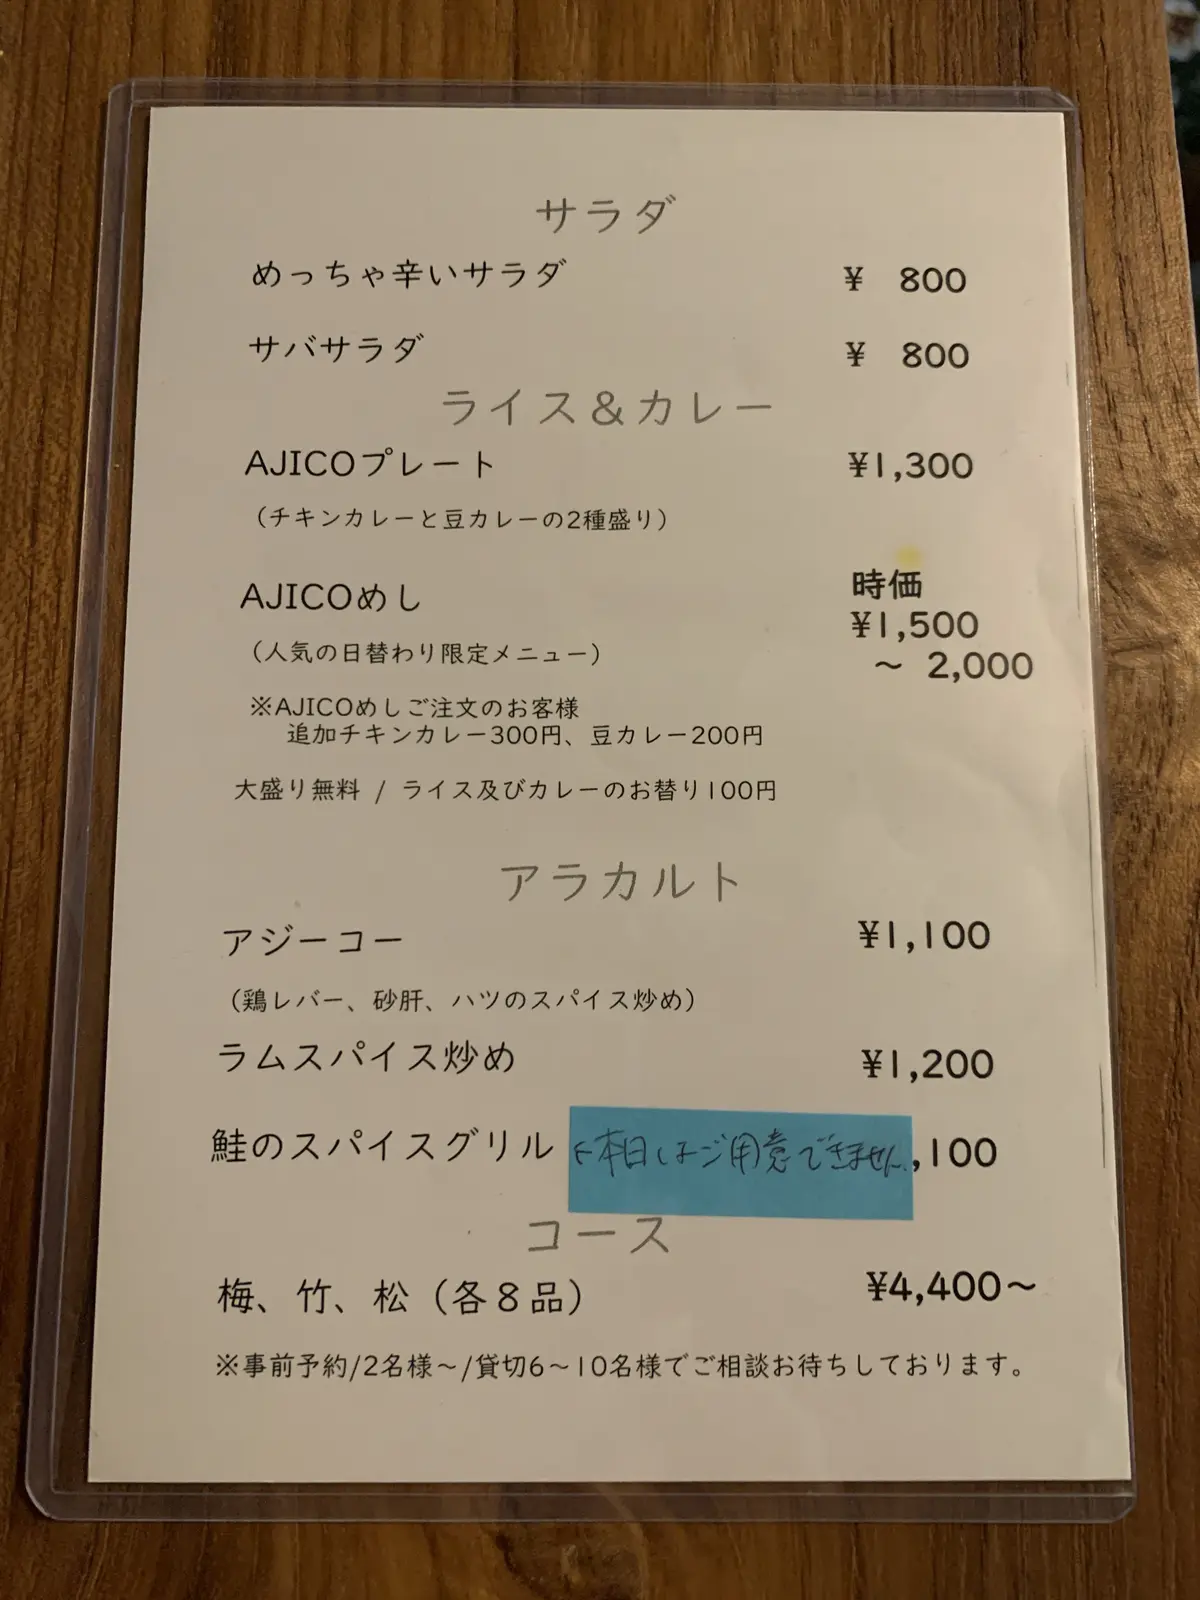 サラダ
めっちゃ辛いサラダ ¥ 800
サバサラダ ¥ 800
ライス＆カレー
AJICOプレート ¥1,300
（チキンカレーと豆カレーの2種盛り）
AJICOめし 時価
¥1,500
～ 2,000
（人気の日替わり限定メニュー）
※AJICOめしご注文のお客様
追加チキンカレー300円、豆カレー200円
大盛り無料 / ライス及びカレーのお替り100円
アラカルト
アジーコー ¥1,100
（鶏レバー、砂肝、ハツのスパイス炒め）
ラムスパイス炒め ¥1,200
鮭のスパイスグリル ←本日はご用意できません。 ,100
コース
梅、竹、松（各８品） ¥4,400～
※事前予約/2名様～/貸切6～10名様でご相談お待ちしております。